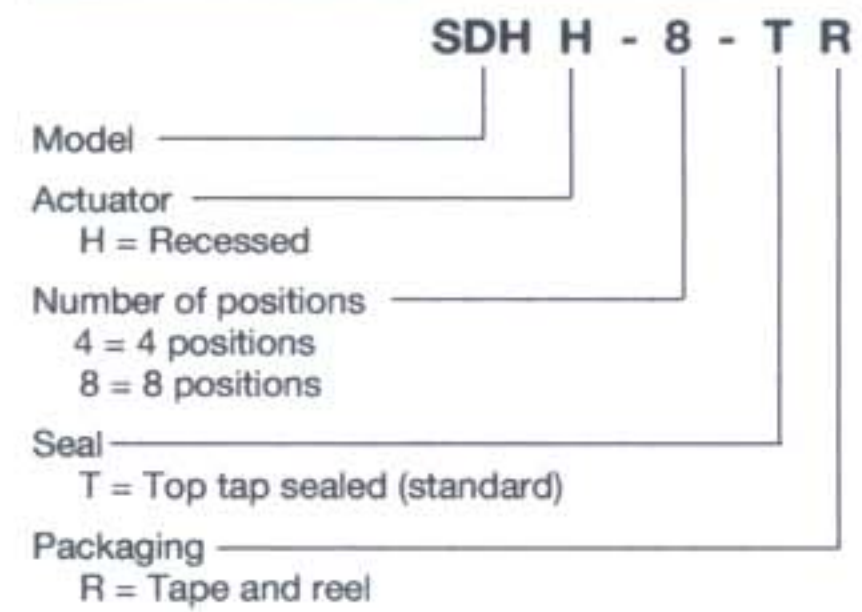 SDH H - 8 - T R
Model
Actuator
H = Recessed
Number of positions
4 = 4 positions
8 = 8 positions
Seal
T = Top tap sealed (standard)
Packaging
R = Tape and reel